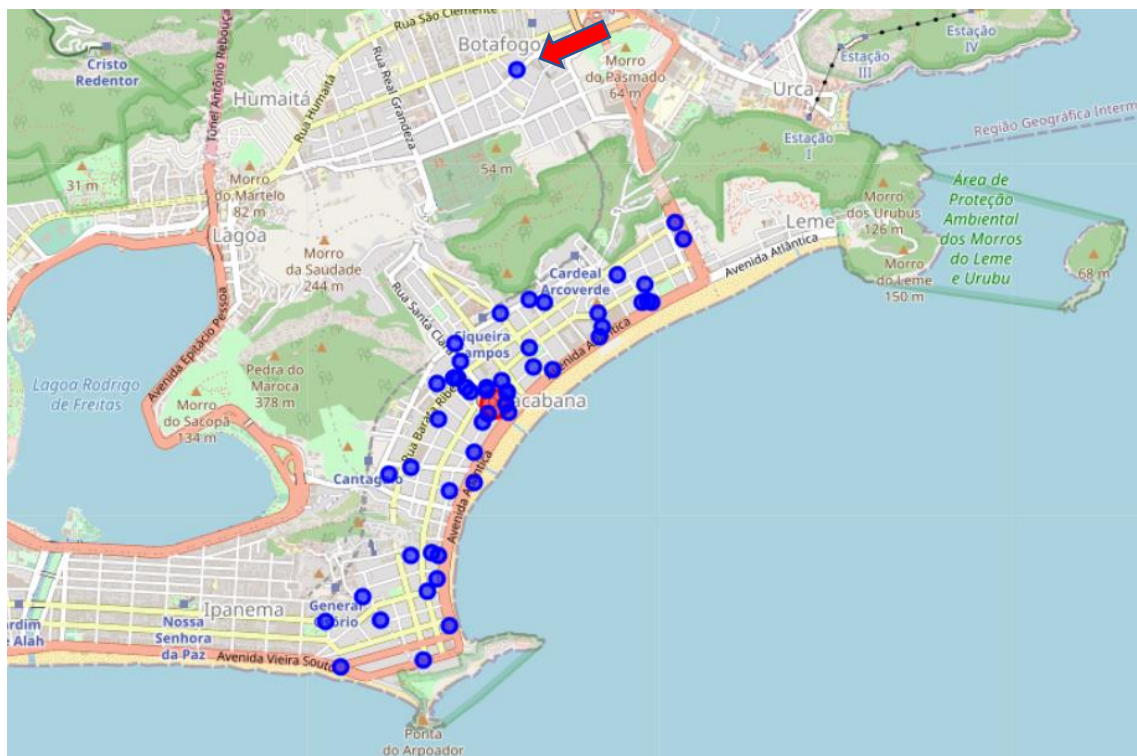 Rua São Clemente
Botafogo
Estação
IV
Estação
III
Cristo
Redentor
Túnel Antônio Rebouças
Humaitá
Rua Humaitá
Rua Real Grandeza
Morro
do Pasmado
64 m
Urca
Estação
I
Região Geográfica Interm
31 m
Morro
do Martelo
82 m
54 m
Lagoa
Morro
da Saudade
244 m
Leme
Morro
dos Urubus
126 m
Área de
Proteção
Ambiental
dos Morros
do Leme
e Urubu
Avenida Atlântica
Morro
do Leme
150 m
68 m
Cardeal
Arcoverde
Avenida Epitácio Pessoa
Rua Santa Clara
Siqueira
Campos
Avenida Atlântica
Lagoa Rodrigo
de Freitas
Pedra do
Maroca
378 m
Morro
do Sacopã
134 m
Rua Barata Ribe
acabana
Cantagalo
Avenida Atlântica
Ipanema
General
Osório
Nossa
Senhora
da Paz
Jardim
e Alah
Avenida Vieira Souto
Ponta
do Arpoador